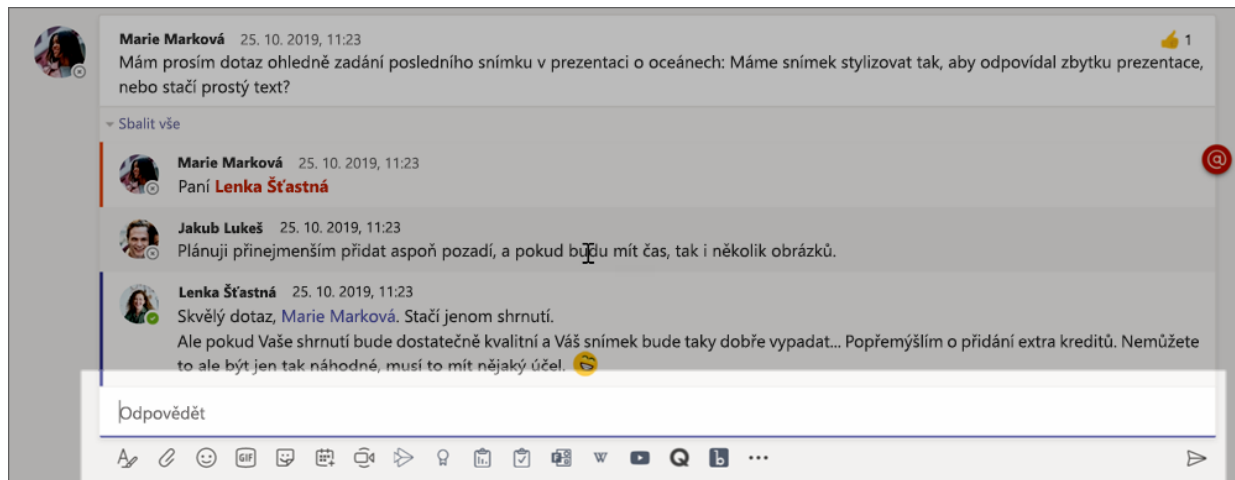 Marie Marková 25. 10. 2019, 11:23
1
Mám prosím dotaz ohledně zadání posledního snímku v prezentaci o oceánech: Máme snímek stylizovat tak, aby odpovídal zbytku prezentace,
nebo stačí prostý text?
Sbalit vše
Marie Marková 25. 10. 2019, 11:23
@
Paní Lenka Šťastná
Jakub Lukeš 25. 10. 2019, 11:23
Plánuji přinejmenším přidat aspoň pozadí, a pokud budu mít čas, tak i několik obrázků.
Lenka Šťastná 25. 10. 2019, 11:23
Skvělý dotaz, Marie Marková. Stačí jenom shrnutí.
Ale pokud Vaše shrnutí bude dostatečně kvalitní a Váš snímek bude taky dobře vypadat... Popřemýšlím o přidání extra kreditů. Nemůžete
to ale být jen tak náhodné, musí to mít nějaký účel.
Odpovědět
GIF W Q b